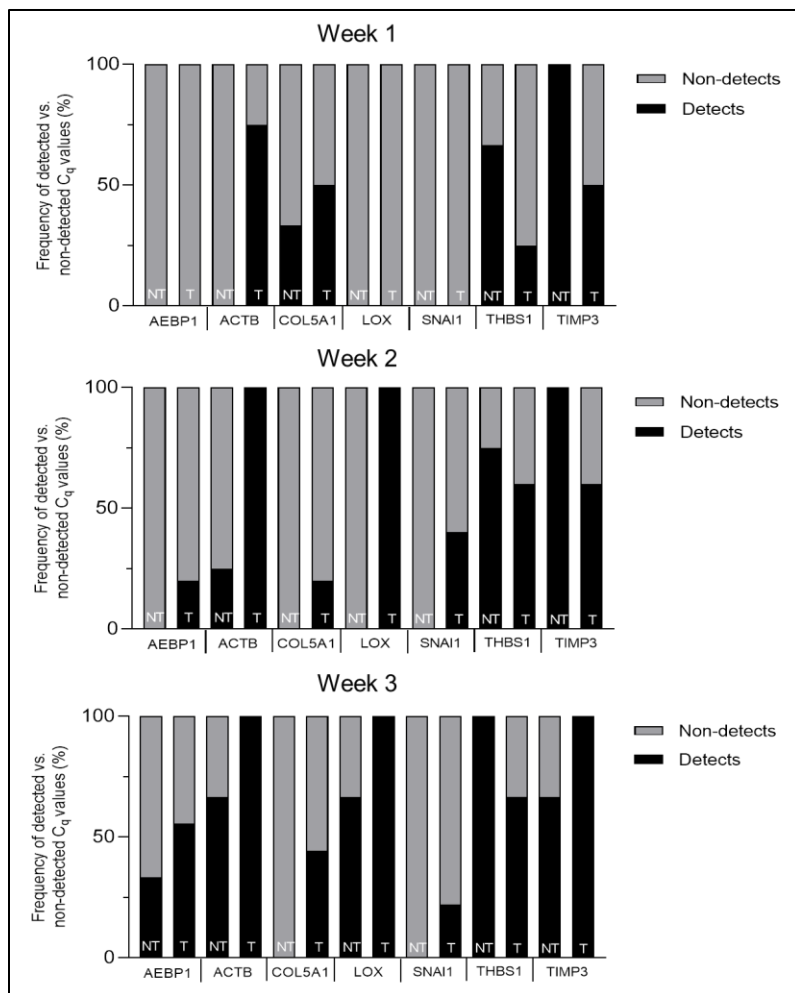 Week 1
Frequency of detected vs.
non-detected Cq values (%)
100
50
0
NT T NT T NT T NT T NT T NT T NT T
AEBP1 ACTB COL5A1 LOX SNAI1 THBS1 TIMP3
Non-detects
Detects
Week 2
Frequency of detected vs.
non-detected Cq values (%)
100
50
0
NT T NT T NT T NT T NT T NT T NT T
AEBP1 ACTB COL5A1 LOX SNAI1 THBS1 TIMP3
Non-detects
Detects
Week 3
Frequency of detected vs.
non-detected Cq values (%)
100
50
0
NT T NT T NT T NT T NT T NT T NT T
AEBP1 ACTB COL5A1 LOX SNAI1 THBS1 TIMP3
Non-detects
Detects